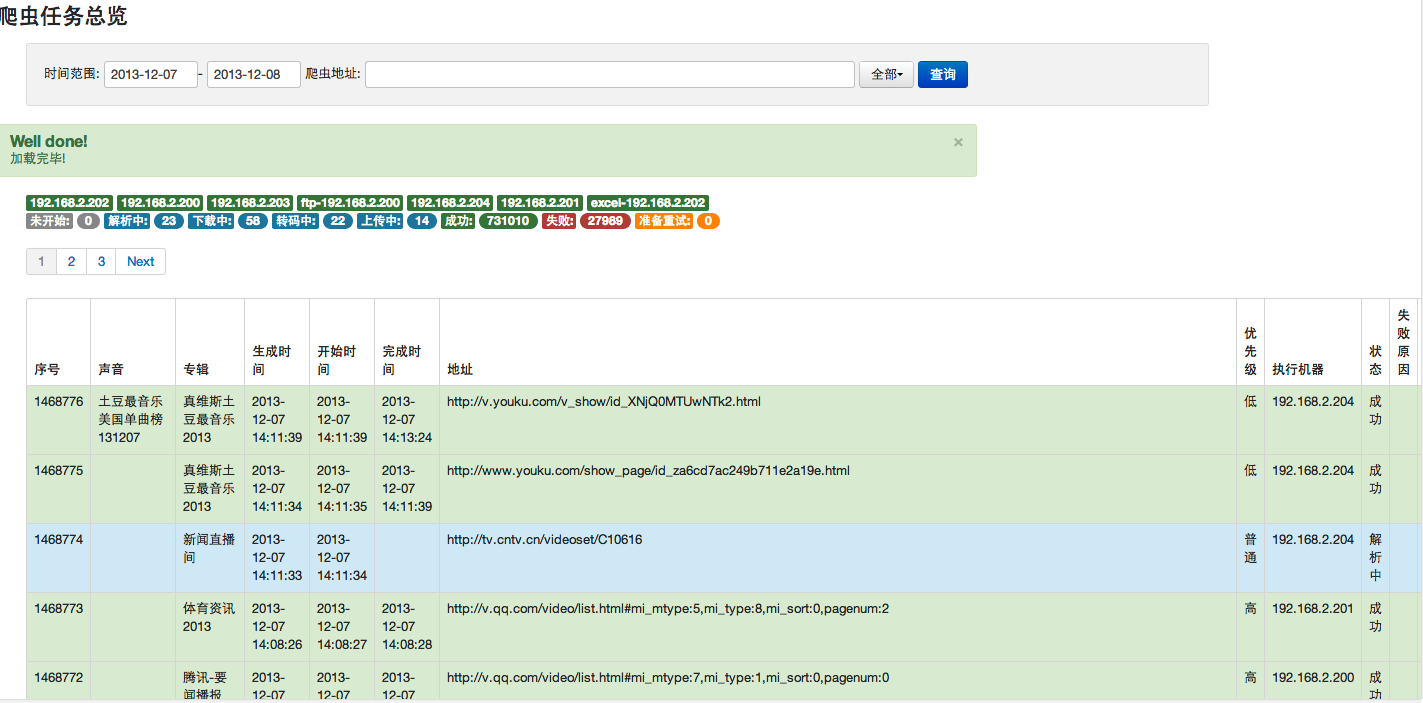 爬虫任务总览
时间范围: 2013-12-07 - 2013-12-08 爬虫地址: 全部 查询
Well done! ×
加载完毕!
192.168.2.202 192.168.2.200 192.168.2.203 ftp-192.168.2.200 192.168.2.204 192.168.2.201 excel-192.168.2.202
未开始: 0 解析中: 23 下载中: 58 转码中: 22 上传中: 14 成功: 731010 失败: 27989 准备重试: 0
1 2 3 Next
序号 声音 专辑 生成时间 开始时间 完成时间 地址 优先级 执行机器 状态 失败原因
1468776 土豆最音乐美国单曲榜131207 真维斯土豆最音乐2013 2013-12-07 14:11:39 2013-12-07 14:11:39 2013-12-07 14:13:24 http://v.youku.com/v_show/id_XNjQ0MTUwNTk2.html 低 192.168.2.204 成功
1468775 真维斯土豆最音乐2013 2013-12-07 14:11:34 2013-12-07 14:11:35 2013-12-07 14:11:39 http://www.youku.com/show_page/id_za6cd7ac249b711e2a19e.html 低 192.168.2.204 成功
1468774 新闻直播间 2013-12-07 14:11:33 2013-12-07 14:11:34 http://tv.cntv.cn/videoset/C10616 普通 192.168.2.204 解析中
1468773 体育资讯2013 2013-12-07 14:08:26 2013-12-07 14:08:27 2013-12-07 14:08:28 http://v.qq.com/video/list.html#mi_mtype:5,mi_type:8,mi_sort:0,pagenum:2 高 192.168.2.201 成功
1468772 腾讯-要闻播报 2013-12-07 2013-12-07 2013-12-07 http://v.qq.com/video/list.html#mi_mtype:7,mi_type:1,mi_sort:0,pagenum:0 高 192.168.2.200 成功